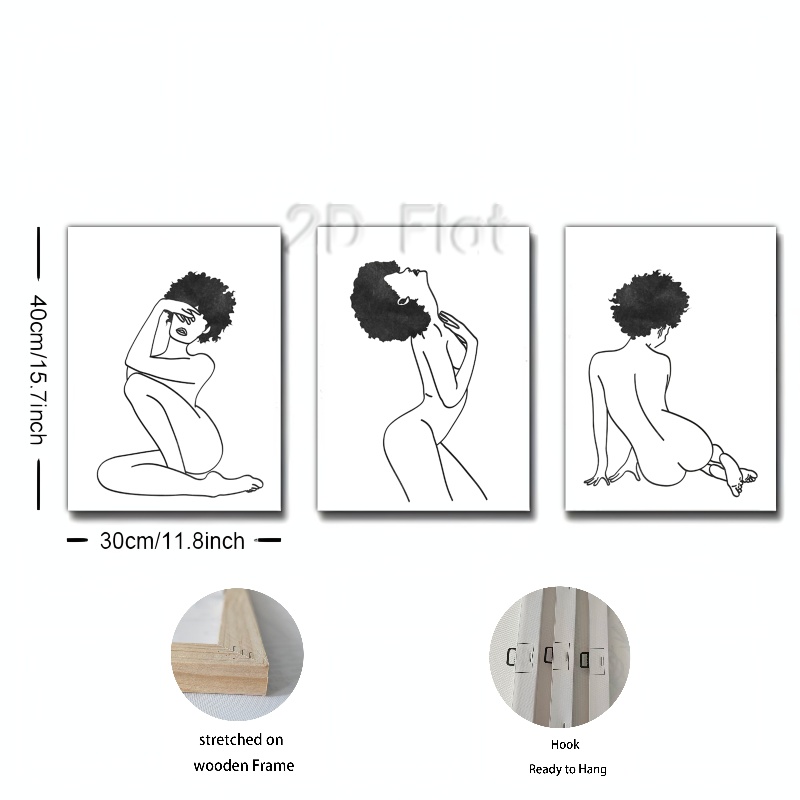 2D Flat
40cm/15.7inch
30cm/11.8inch
stretched on
wooden Frame
Hook
Ready to Hang